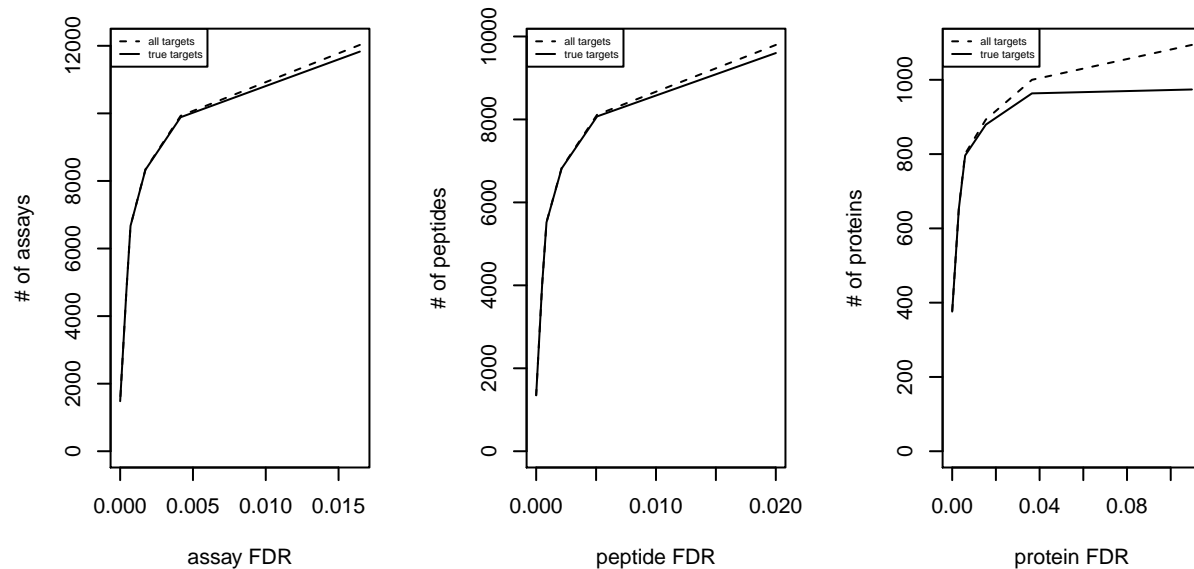 all targets
true targets
# of assays
0
2000
4000
6000
8000
12000
0.000
0.005
0.010
0.015
assay FDR
all targets
true targets
# of peptides
0
2000
4000
6000
8000
10000
0.000
0.010
0.020
peptide FDR
all targets
true targets
# of proteins
0
200
400
600
800
1000
0.00
0.04
0.08
protein FDR